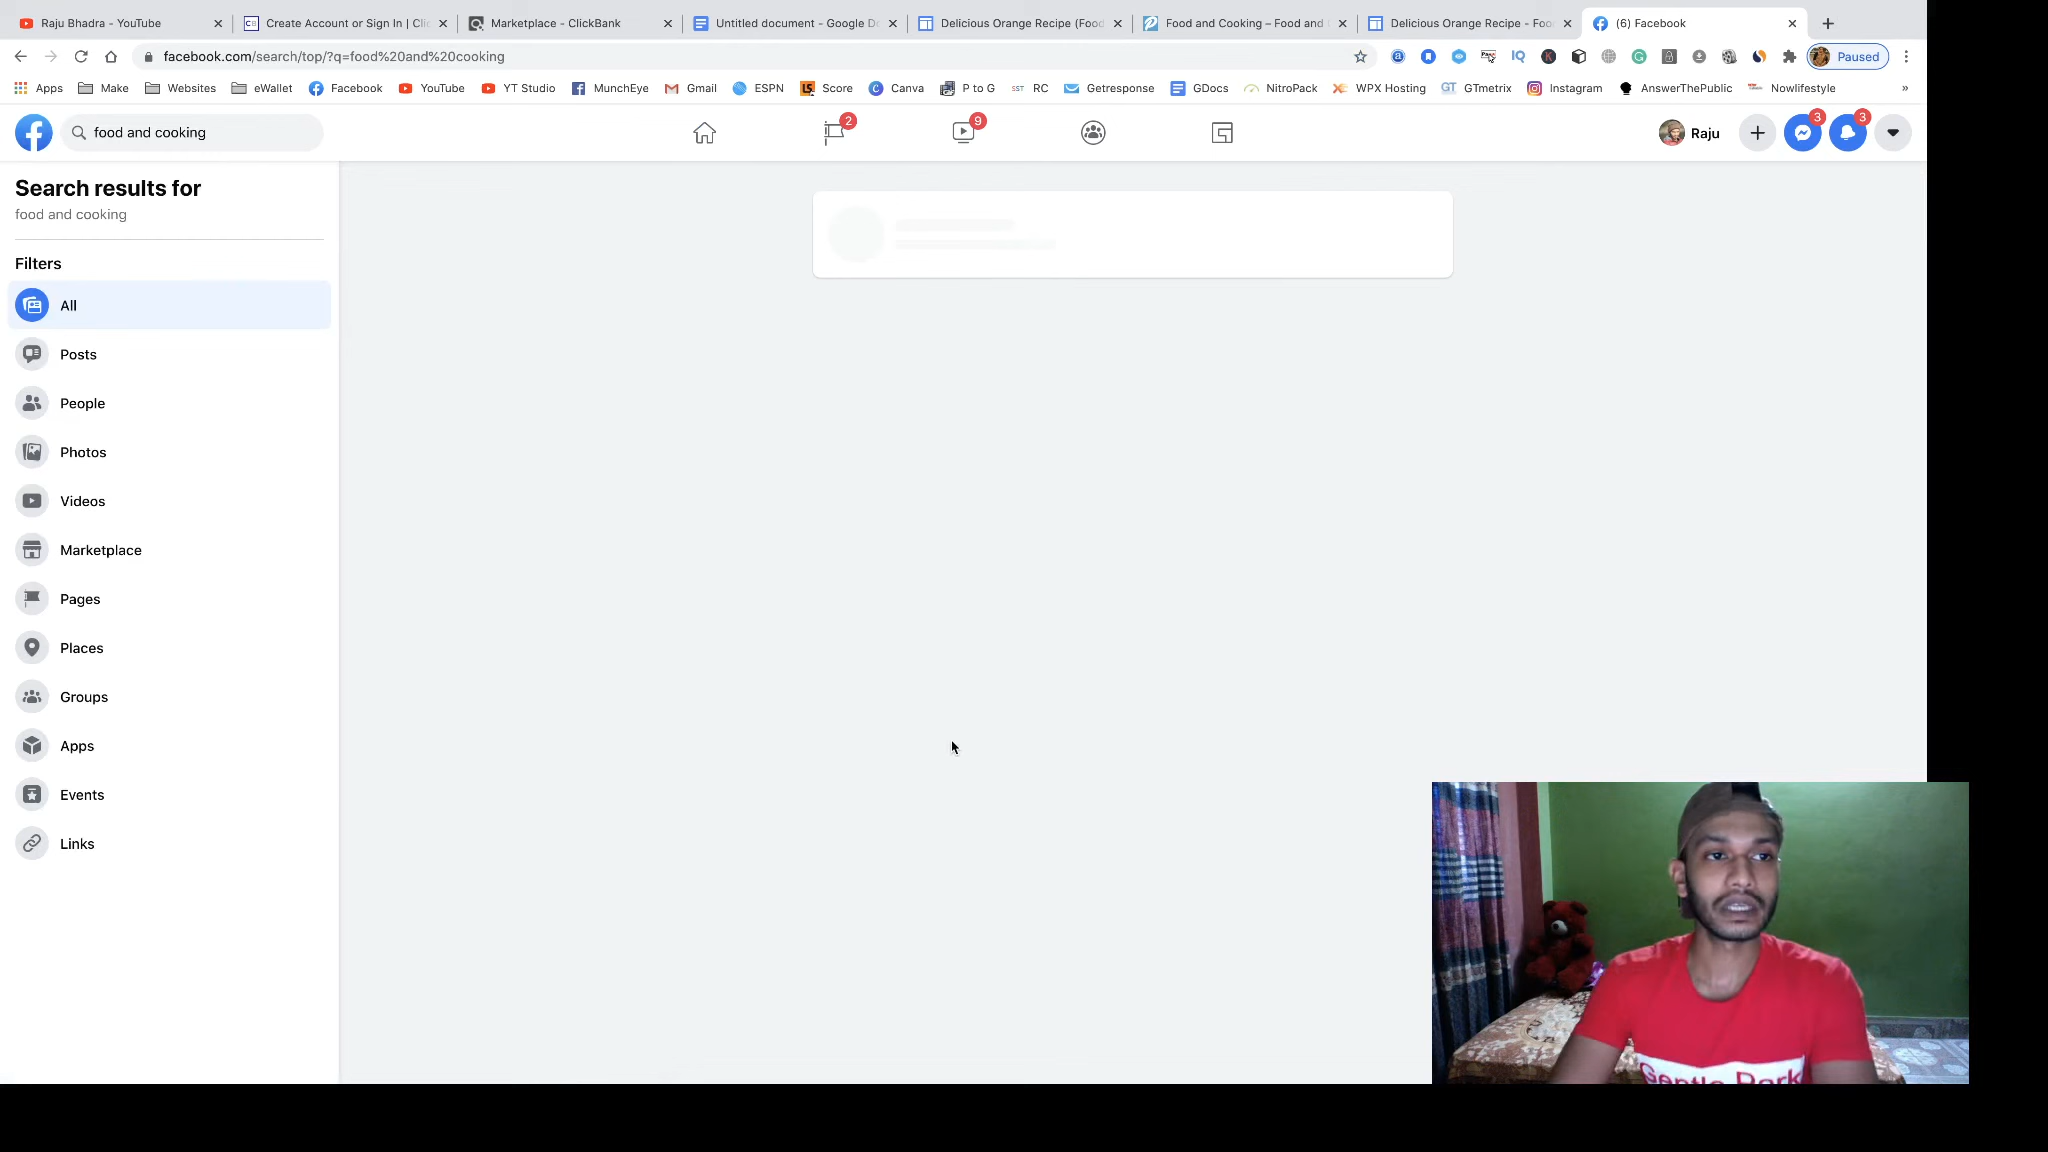 Raju Bhadra - YouTube
Create Account or Sign In | Cli
Marketplace - ClickBank
Untitled document - Google Do
Delicious Orange Recipe (Food
Food and Cooking – Food and
Delicious Orange Recipe - Foo
(6) Facebook
facebook.com/search/top/?q=food%20and%20cooking
Paused
Apps
Make
Websites
eWallet
Facebook
YouTube
YT Studio
MunchEye
Gmail
ESPN
Score
Canva
P to G
RC
Getresponse
GDocs
NitroPack
WPX Hosting
GTmetrix
Instagram
AnswerThePublic
Nowlifestyle
»
food and cooking
2
9
Raju
3
3
Search results for
food and cooking
Filters
All
Posts
People
Photos
Videos
Marketplace
Pages
Places
Groups
Apps
Events
Links
Gentle Park